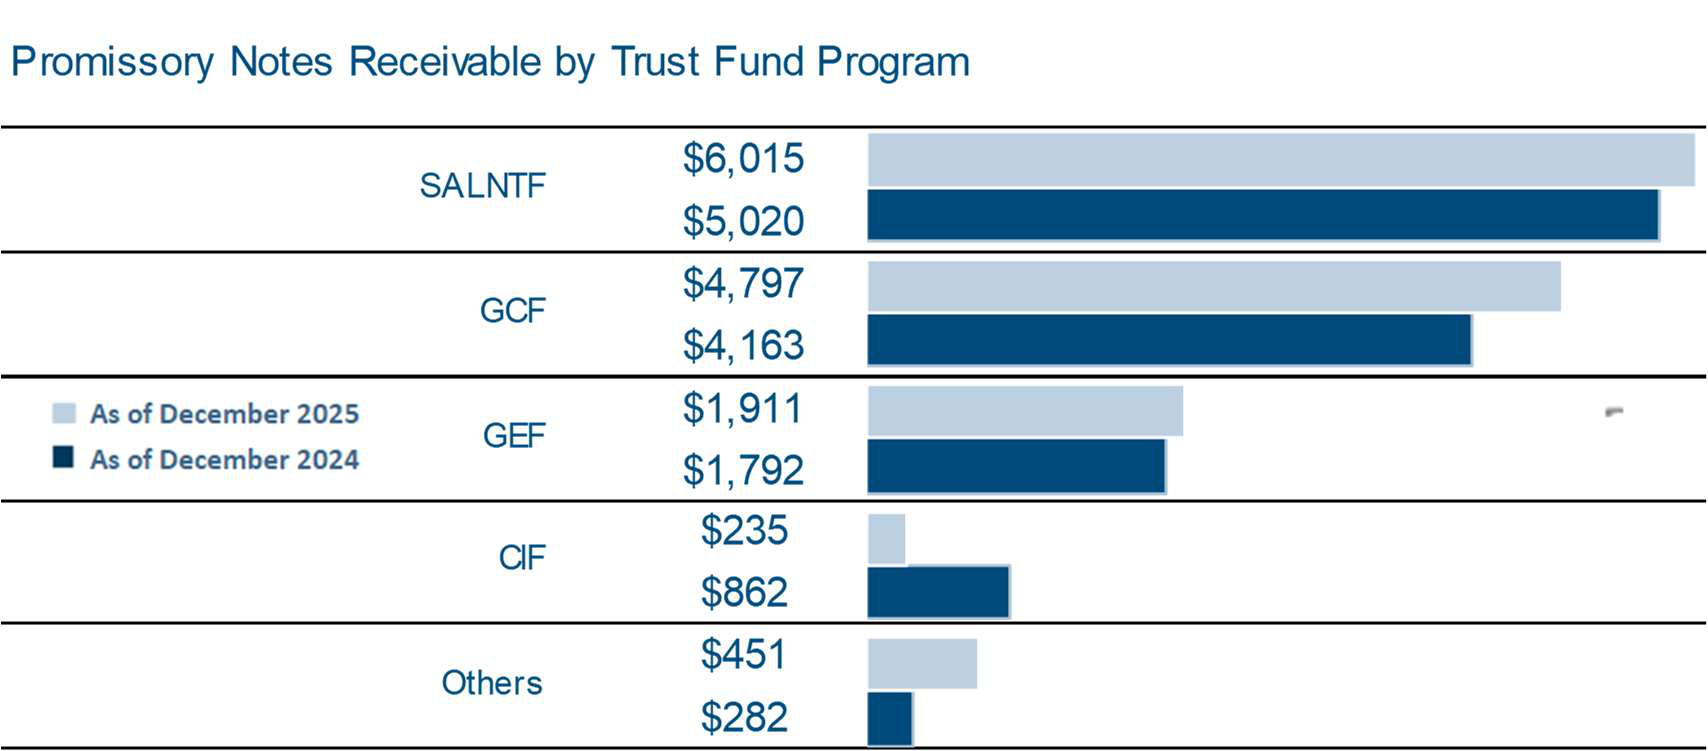 Promissory Notes Receivable by Trust Fund Program
SALNTF
$6,015
$5,020
GCF
$4,797
$4,163
As of December 2025
As of December 2024
GEF
$1,911
$1,792
CIF
$235
$862
Others
$451
$282